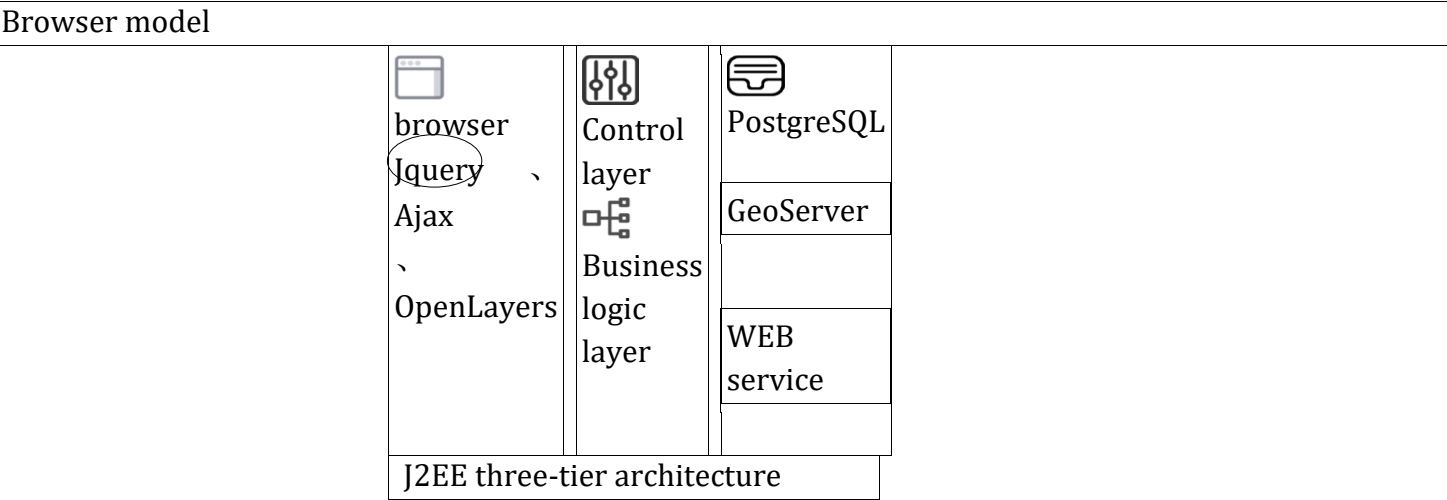 Browser model
browser
Jquery 、
Ajax
、
OpenLayers
Control
layer
Business
logic
layer
PostgreSQL
GeoServer
WEB
service
J2EE three-tier architecture